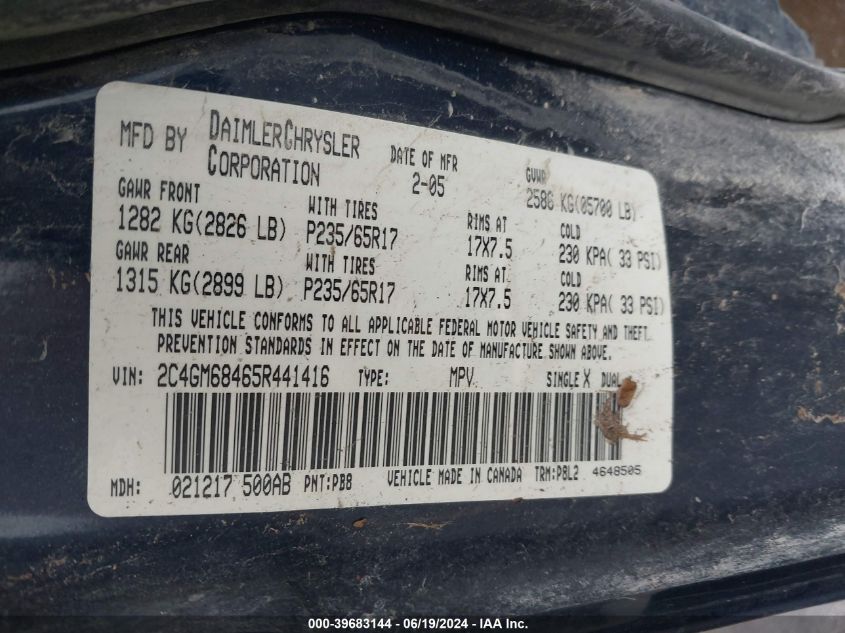 MFD BY DAIMLERCHRYSLER CORPORATION DATE OF MFR 2-05 GVWR 2586 KG(05700 LB)
GAWR FRONT WITH TIRES RIMS AT COLD
1282 KG(2826 LB) P235/65R17 17X7.5 230 KPA( 33 PSI)
GAWR REAR WITH TIRES RIMS AT COLD
1315 KG(2899 LB) P235/65R17 17X7.5 230 KPA( 33 PSI)
THIS VEHICLE CONFORMS TO ALL APPLICABLE FEDERAL MOTOR VEHICLE SAFETY AND THEFT
PREVENTION STANDARDS IN EFFECT ON THE DATE OF MANUFACTURE SHOWN ABOVE.
VIN: 2C4GM68465R441416 TYPE: MPV SINGLE X DUAL
MDH: 021217 500AB PNT:PB8 VEHICLE MADE IN CANADA TRM:P8L2 4648505
000-39683144 - 06/19/2024 - IAA Inc.